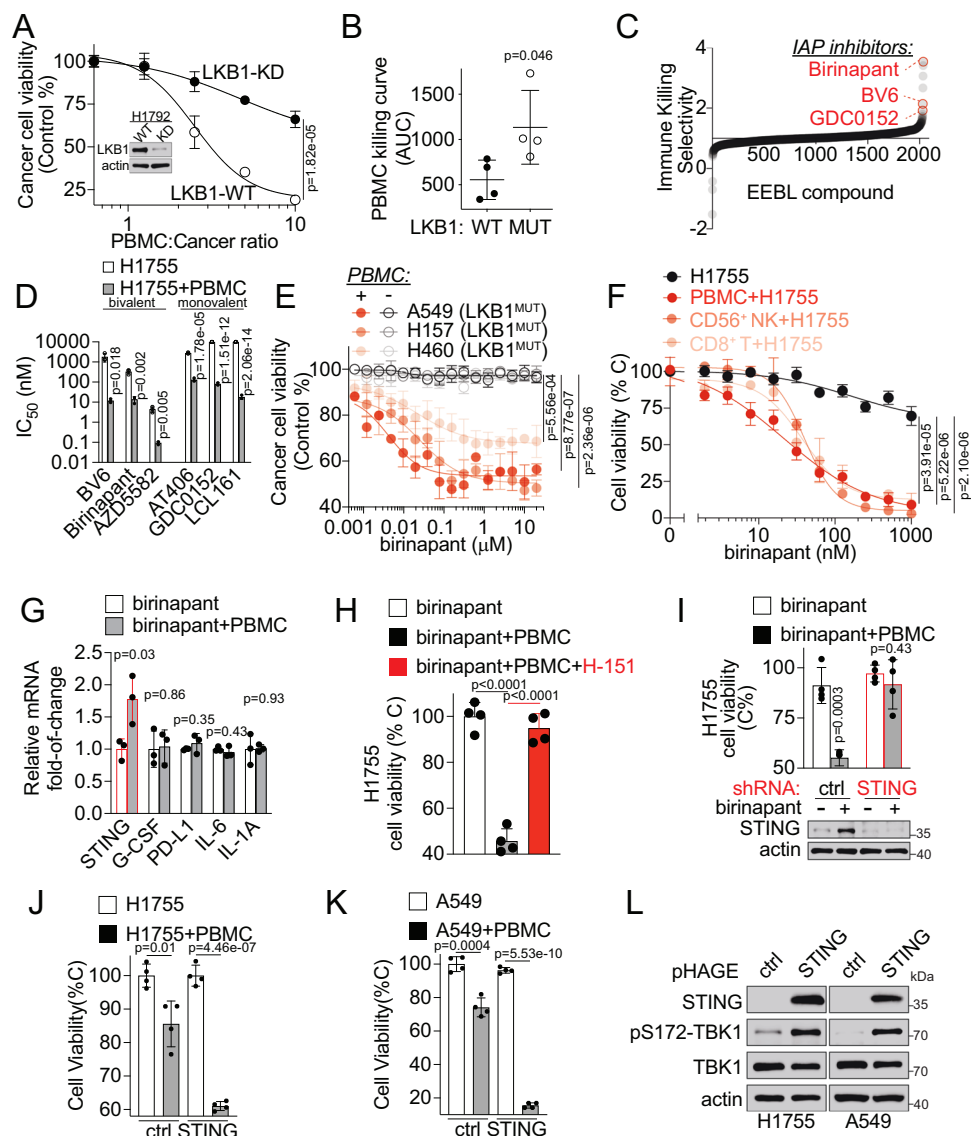 A
Cancer cell viability
(Control %)
100
75
50
25
LKB1-KD
H1792
WT KD
LKB1
actin
LKB1-WT
p=1.82e-05
1
10
PBMC:Cancer ratio
B
PBMC killing curve
(AUC)
1500
1000
500
p=0.046
LKB1: WT MUT
C
Immune Killing
Selectivity
4
2
-2
IAP inhibitors:
Birinapant
BV6
GDC0152
500 1000 1500 2000
EEBL compound
D
H1755
H1755+PBMC
bivalent
monovalent
IC50 (nM)
10000
1000
100
10
1
0.1
0.01
p=0.018
p=0.002
p=0.005
p=1.78e-05
p=1.51e-12
p=2.06e-14
BV6
Birinapant
AZD5582
AT406
GDC0152
LCL161
E
PBMC:
+ -
A549 (LKB1MUT)
H157 (LKB1MUT)
H460 (LKB1MUT)
Cancer cell viability
(Control %)
100
80
60
40
p=5.56e-04
p=8.77e-07
p=2.36e-06
0.001 0.01 0.1 1 10
birinapant (μM)
F
H1755
PBMC+H1755
CD56+ NK+H1755
CD8+ T+H1755
Cell viability (% C)
100
75
50
25
0
p=3.91e-05
p=5.22e-06
p=2.10e-06
0 10 100 1000
birinapant (nM)
G
birinapant
birinapant+PBMC
Relative mRNA
fold-of-change
2.5
2.0
1.5
1.0
0.5
0.0
p=0.03
p=0.86
p=0.35
p=0.43
p=0.93
STING
G-CSF
PD-L1
IL-6
IL-1A
H
birinapant
birinapant+PBMC
birinapant+PBMC+H-151
H1755
cell viability (% C)
100
80
60
40
p<0.0001
p<0.0001
I
birinapant
birinapant+PBMC
H1755
cell viability
(C%)
100
75
50
p=0.0003
p=0.43
shRNA: ctrl STING
birinapant - + - +
STING
35
actin
40
J
H1755
H1755+PBMC
Cell Viability(%C)
100
90
80
70
60
p=0.01
p=4.46e-07
ctrl STING
K
A549
A549+PBMC
Cell Viability(%C)
100
80
60
40
20
0
p=0.0004
p=5.53e-10
ctrl STING
L
pHAGE ctrl STING ctrl STING
kDa
STING
35
pS172-TBK1
70
TBK1
70
actin
40
H1755 A549